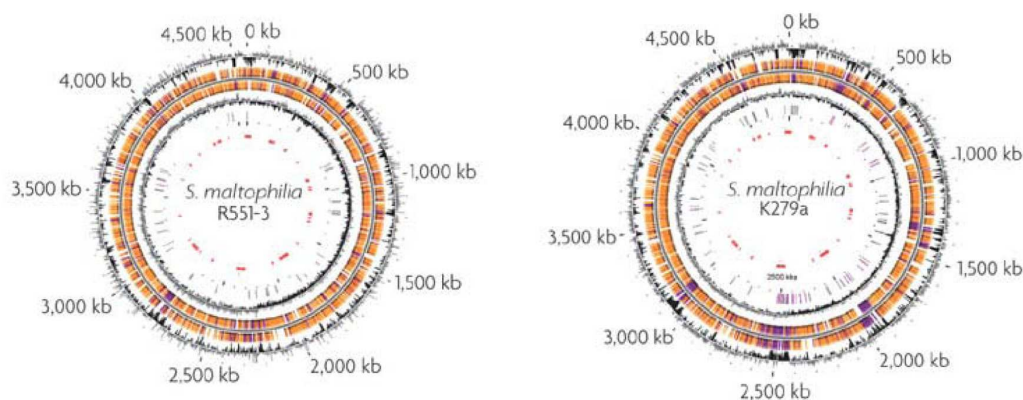 0 kb
500 kb
1,000 kb
1,500 kb
2,000 kb
2,500 kb
3,000 kb
3,500 kb
4,000 kb
4,500 kb
S. maltophilia
R551-3
0 kb
500 kb
1,000 kb
1,500 kb
2,000 kb
2,500 kb
3,000 kb
3,500 kb
4,000 kb
4,500 kb
S. maltophilia
K279a